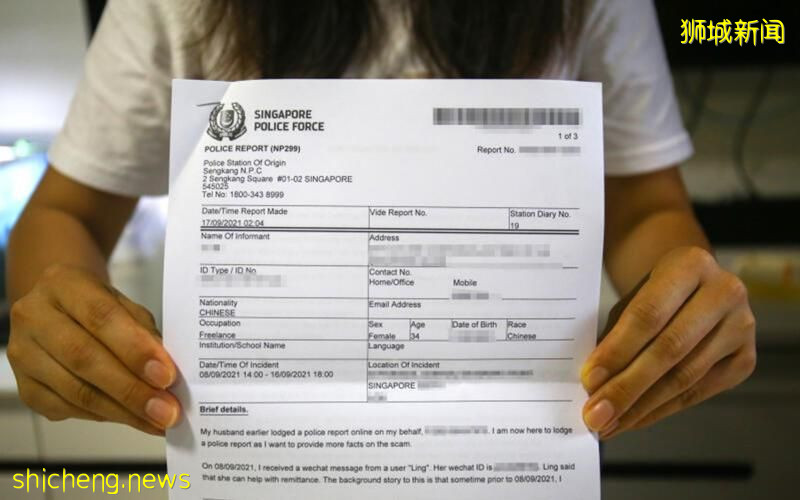 狮城新闻
SINGAPORE
POLICE FORCE
1 of 3
POLICE REPORT (NP299)
Report No.
Police Station Of Origin
Sengkang N.P.C
2 Sengkang Square #01-02 SINGAPORE
545025
Tel No: 1800-343 8999
Date/Time Report Made
17/09/2021 02:04
Vide Report No.
Station Diary No.
19
Name Of Informant
Address
ID Type / ID No
Contact No.
Home/Office
Mobile
Nationality
CHINESE
Email Address
Occupation
Freelance
Sex
Female
Age
34
Date of Birth
Race
Chinese
Institution/School Name
Language
Date/Time Of Incident
08/09/2021 14:00 - 16/09/2021 18:00
Location Of Incident
SINGAPORE
Brief details.
My husband earlier lodged a police report online on my behalf, I am now here to lodge
a police report as I want to provide more facts on the scam.
On 08/09/2021, I received a wechat message from a user "Ling". Her wechat ID is Ling said
that she can help with remittance. The background story to this is that sometime prior to 08/09/2021, I
shicheng.news